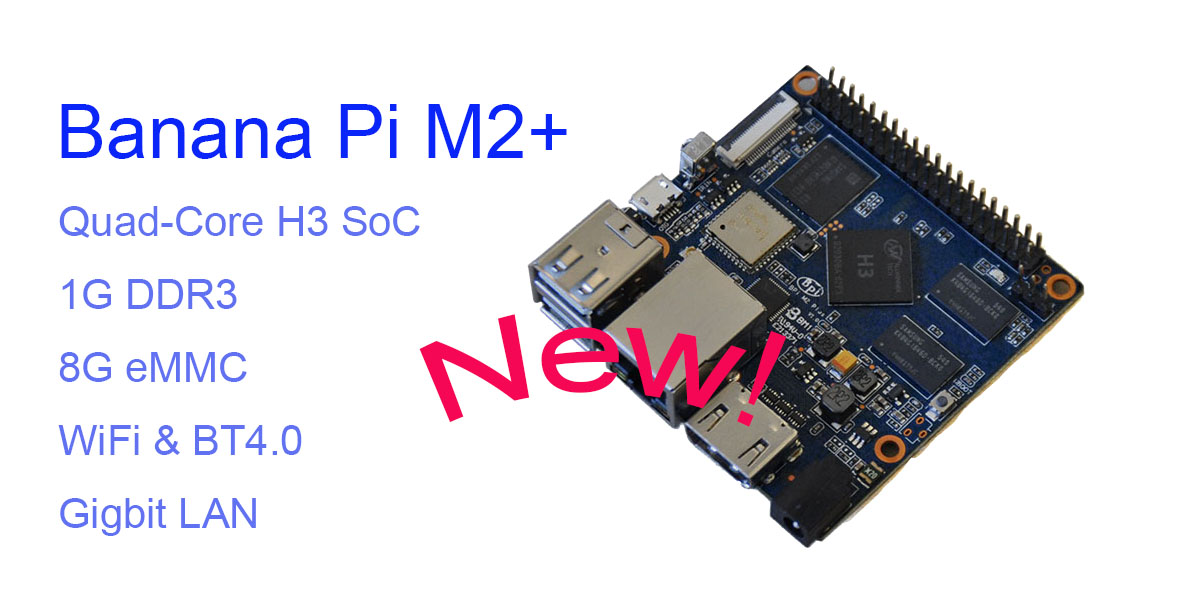 Banana Pi M2+
Quad-Core H3 SoC
1G DDR3
8G eMMC
WiFi & BT4.0
Gigbit LAN
New!
H3